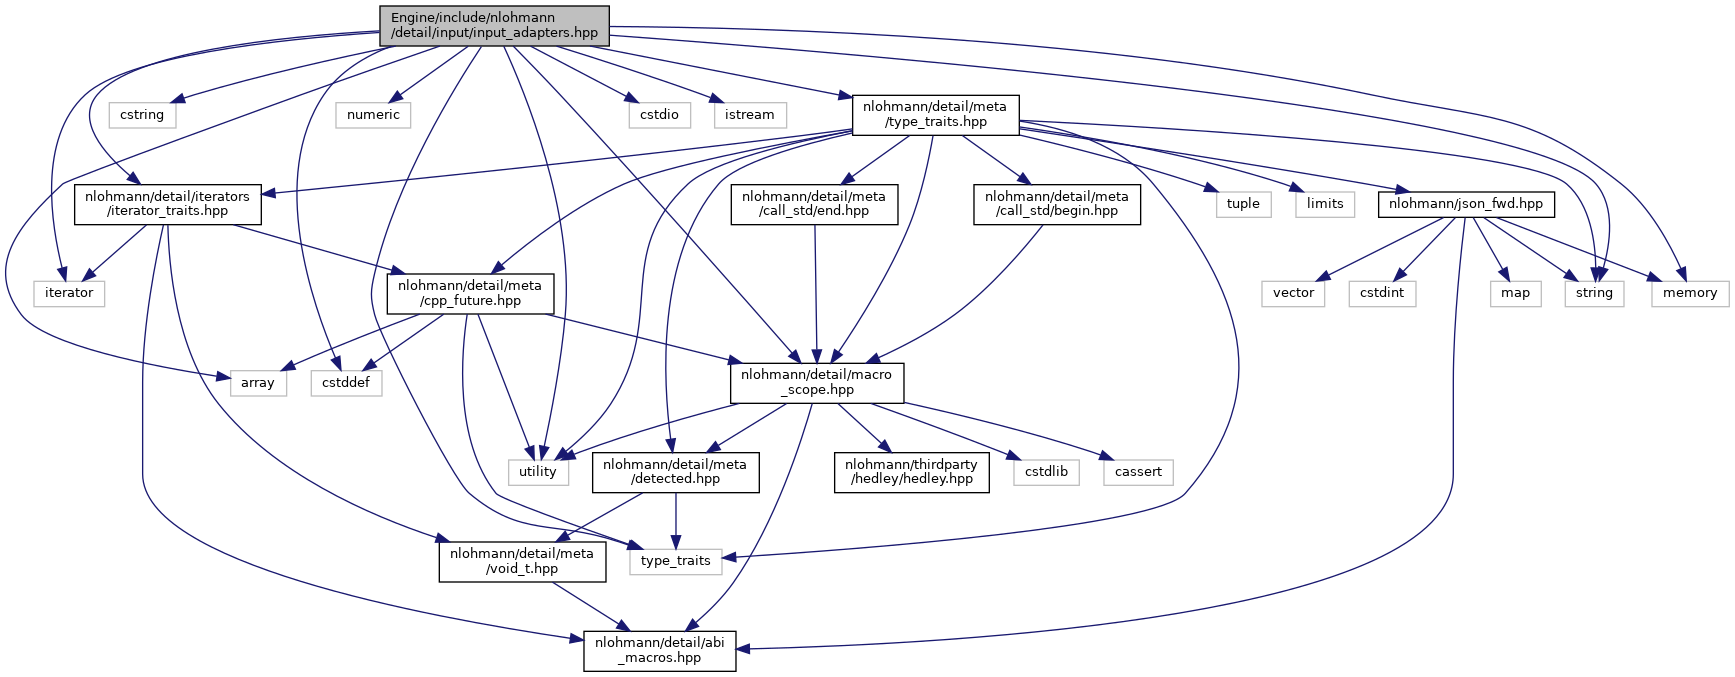 Engine/include/nlohmann
/detail/input/input_adapters.hpp
cstring
numeric
cstdio
istream
nlohmann/detail/meta
/type_traits.hpp
nlohmann/detail/iterators
/iterator_traits.hpp
nlohmann/detail/meta
/call_std/end.hpp
nlohmann/detail/meta
/call_std/begin.hpp
tuple
limits
nlohmann/json_fwd.hpp
iterator
nlohmann/detail/meta
/cpp_future.hpp
vector
cstdint
map
string
memory
array
cstddef
nlohmann/detail/macro
_scope.hpp
utility
nlohmann/detail/meta
/detected.hpp
nlohmann/thirdparty
/hedley/hedley.hpp
cstdlib
cassert
nlohmann/detail/meta
/void_t.hpp
type_traits
nlohmann/detail/abi
_macros.hpp